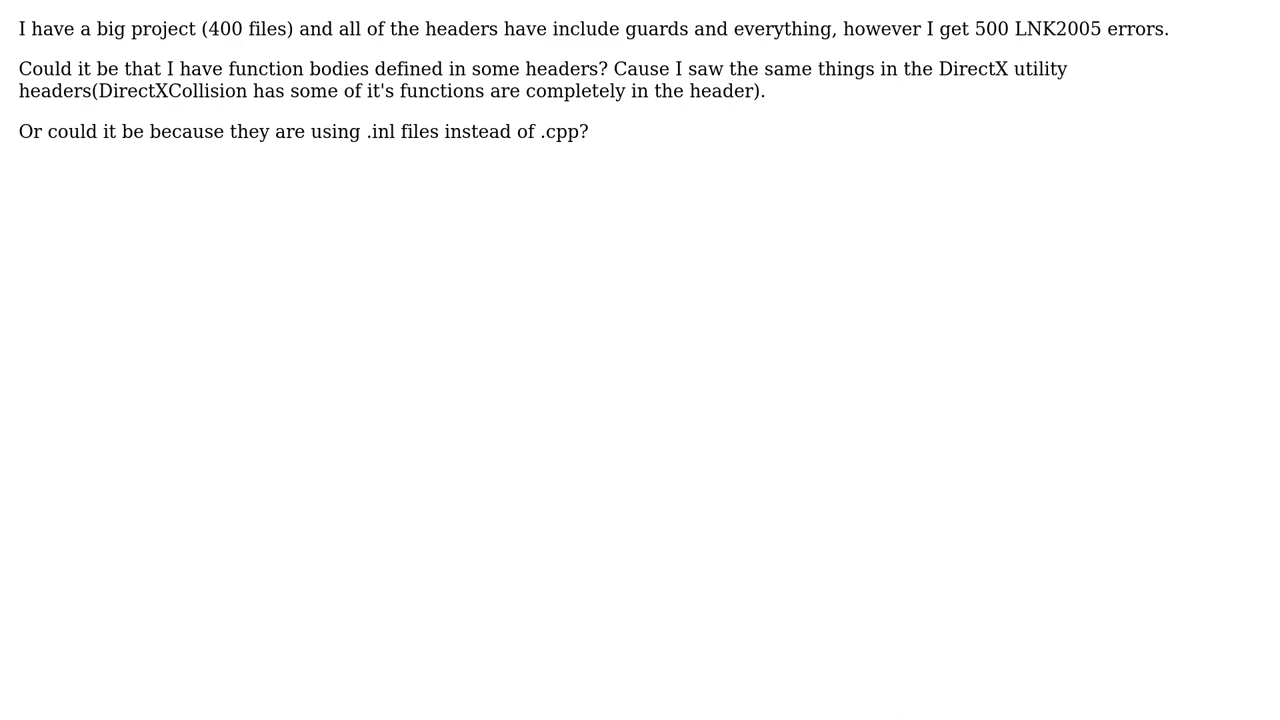 I have a big project (400 files) and all of the headers have include guards and everything, however I get 500 LNK2005 errors.
Could it be that I have function bodies defined in some headers? Cause I saw the same things in the DirectX utility
headers(DirectXCollision has some of it's functions are completely in the header).
Or could it be because they are using .inl files instead of .cpp?